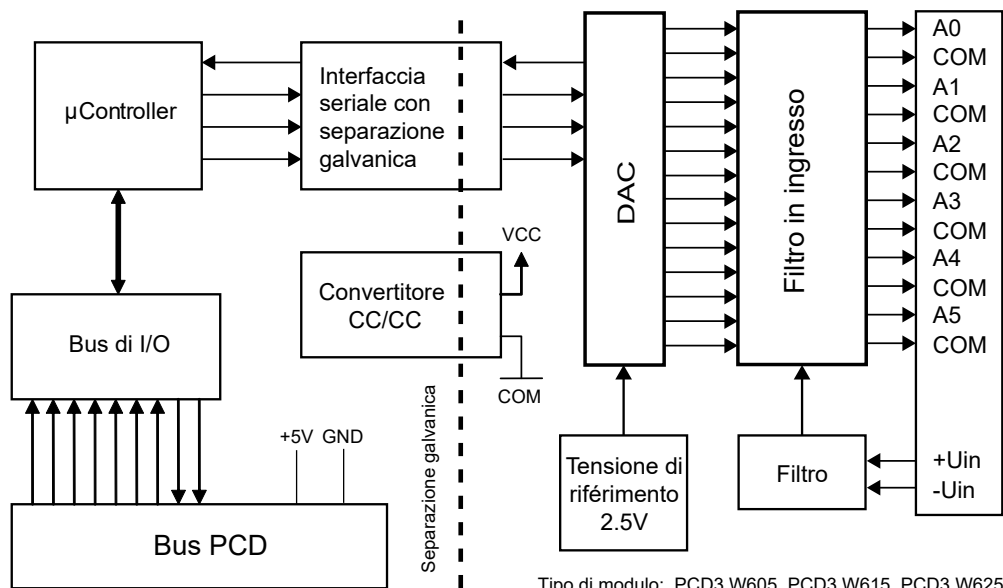 µController
Interfaccia
seriale con
separazione
galvanica
DAC
Filtro in ingresso
A0
COM
A1
COM
A2
COM
A3
COM
A4
COM
A5
COM
VCC
Convertitore
CC/CC
COM
Bus di I/O
+5V GND
Separazione galvanica
Tensione di
riférimento
2.5V
Filtro
+Uin
-Uin
Bus PCD
Tipo di modulo: PCD3.W605, PCD3.W615, PCD3.W625